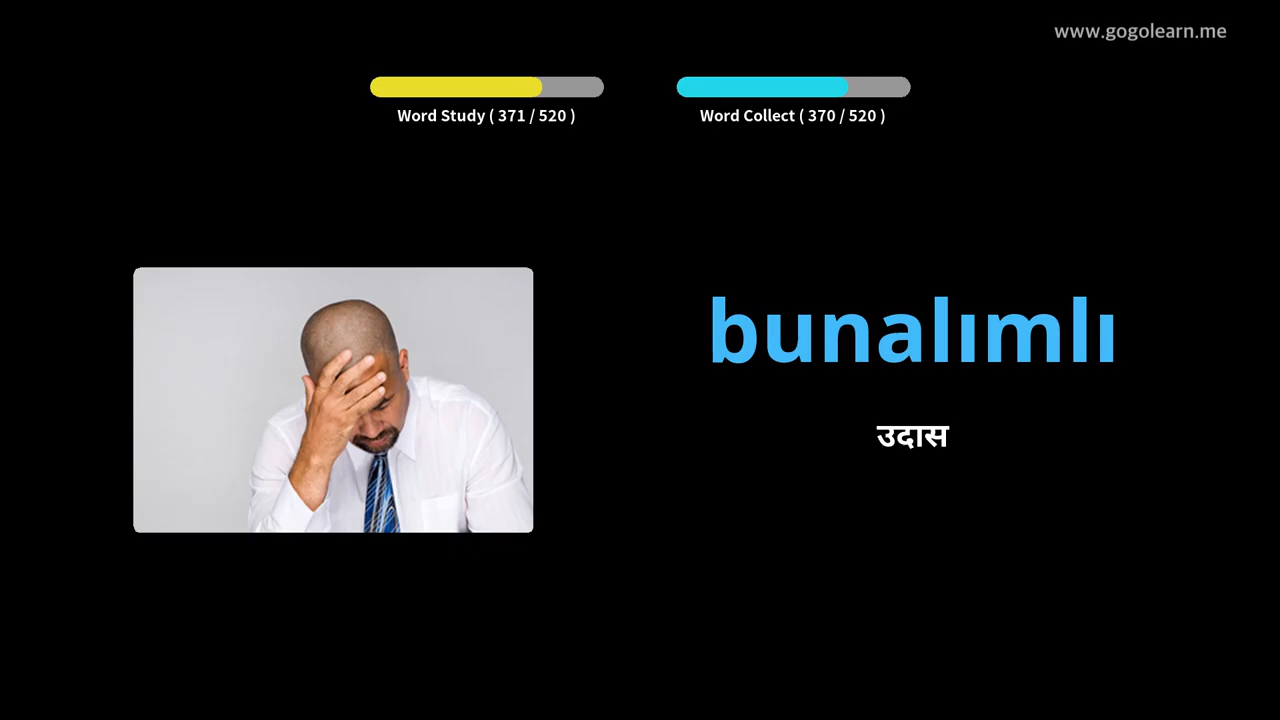 www.gogolearn.me
Word Study ( 371 / 520 )
Word Collect ( 370 / 520 )
bunalımlı
उदास